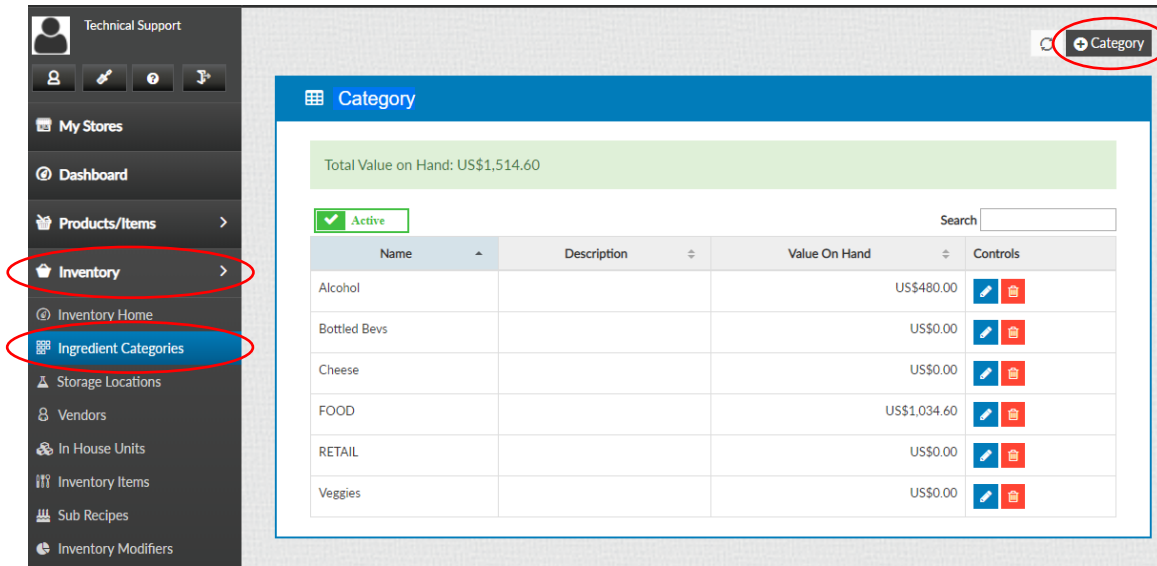 Technical Support
My Stores
Dashboard
Products/Items
Inventory
Inventory Home
Ingredient Categories
Storage Locations
Vendors
In House Units
Inventory Items
Sub Recipes
Inventory Modifiers
Category
Category
Total Value on Hand: US$1,514.60
Active
Search
Name Description Value On Hand Controls
Alcohol US$480.00
Bottled Bevs US$0.00
Cheese US$0.00
FOOD US$1,034.60
RETAIL US$0.00
Veggies US$0.00